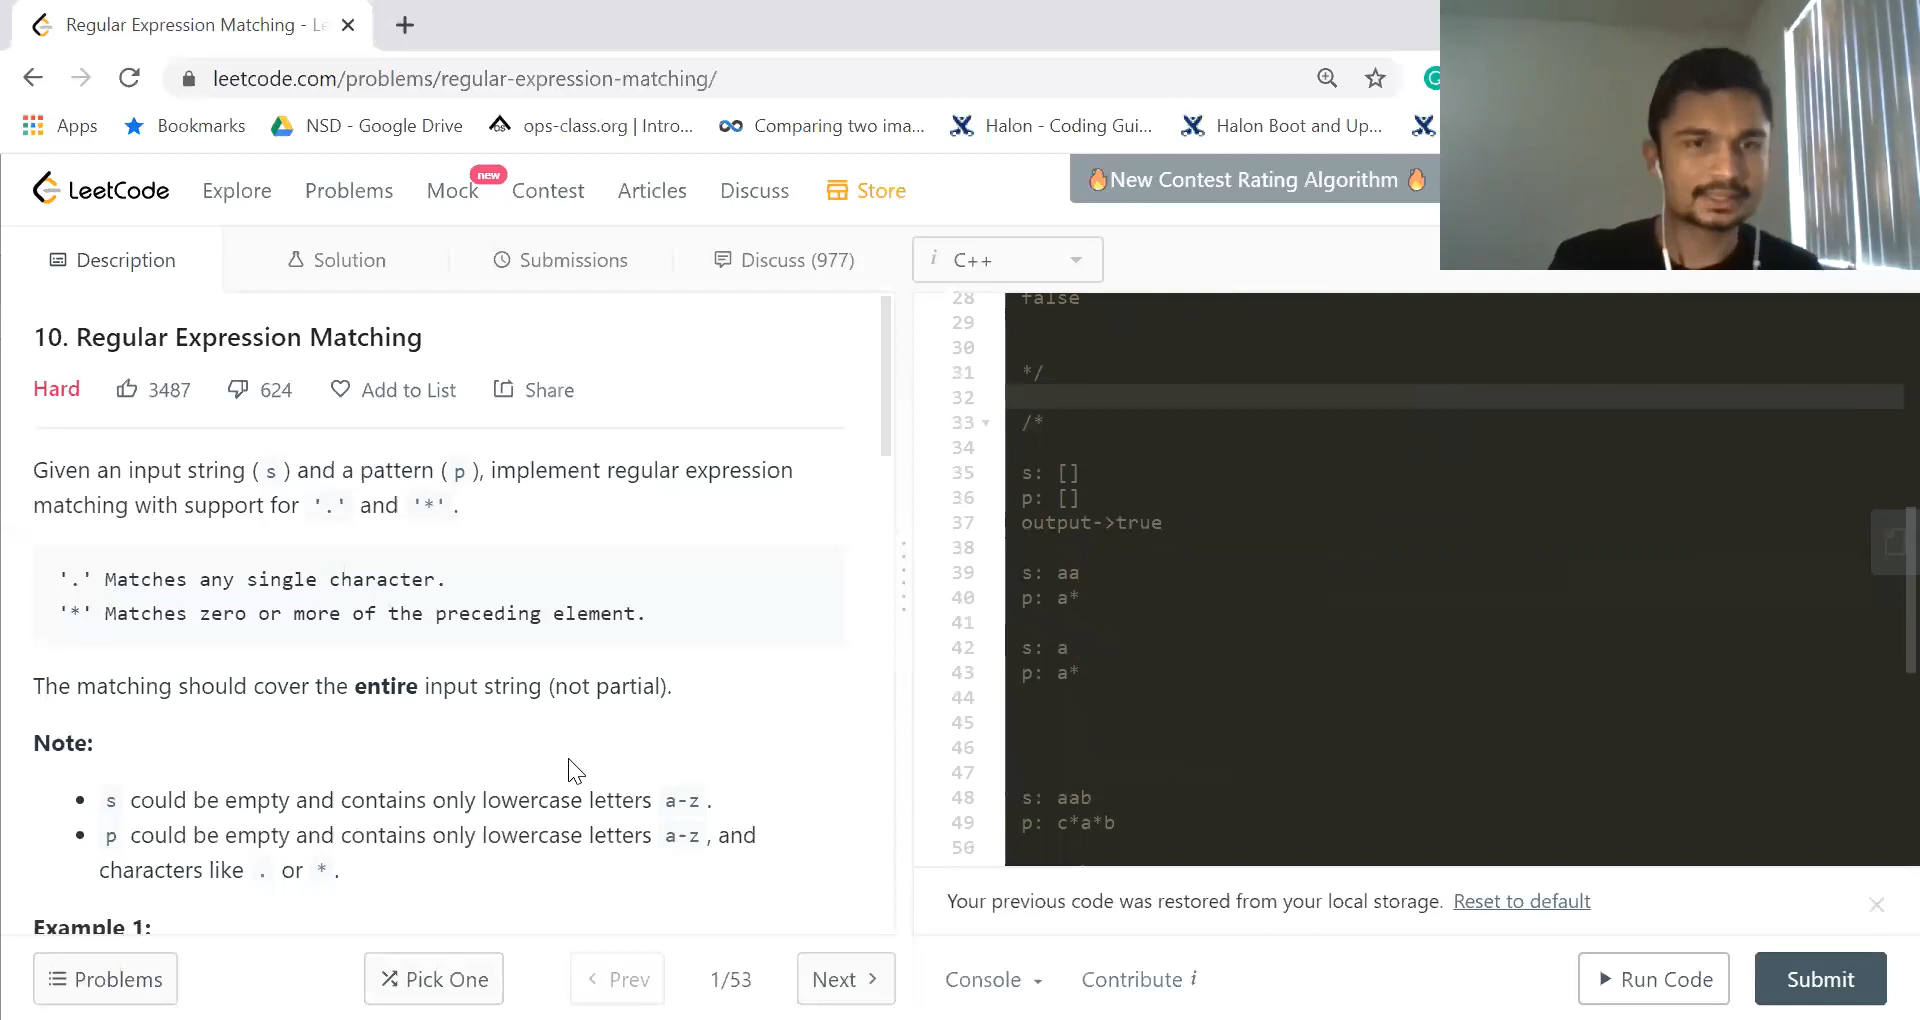 Regular Expression Matching - Le
leetcode.com/problems/regular-expression-matching/
Apps Bookmarks NSD - Google Drive ops-class.org | Intro... Comparing two ima... Halon - Coding Gui... Halon Boot and Up...
LeetCode Explore Problems Mock new Contest Articles Discuss Store
🔥New Contest Rating Algorithm 🔥
Description Solution Submissions Discuss (977)
i C++
10. Regular Expression Matching
Hard 3487 624 Add to List Share
Given an input string ( s ) and a pattern ( p ), implement regular expression
matching with support for '.' and '*' .
'.' Matches any single character.
'*' Matches zero or more of the preceding element.
The matching should cover the entire input string (not partial).
Note:
• s could be empty and contains only lowercase letters a-z .
• p could be empty and contains only lowercase letters a-z , and
characters like . or * .
Example 1:
Problems Pick One Prev 1/53 Next
28 false
29
30
31 */
32
33 /*
34
35 s: []
36 p: []
37 output->true
38
39 s: aa
40 p: a*
41
42 s: a
43 p: a*
44
45
46
47
48 s: aab
49 p: c*a*b
50
Your previous code was restored from your local storage. Reset to default
Console Contribute i Run Code Submit